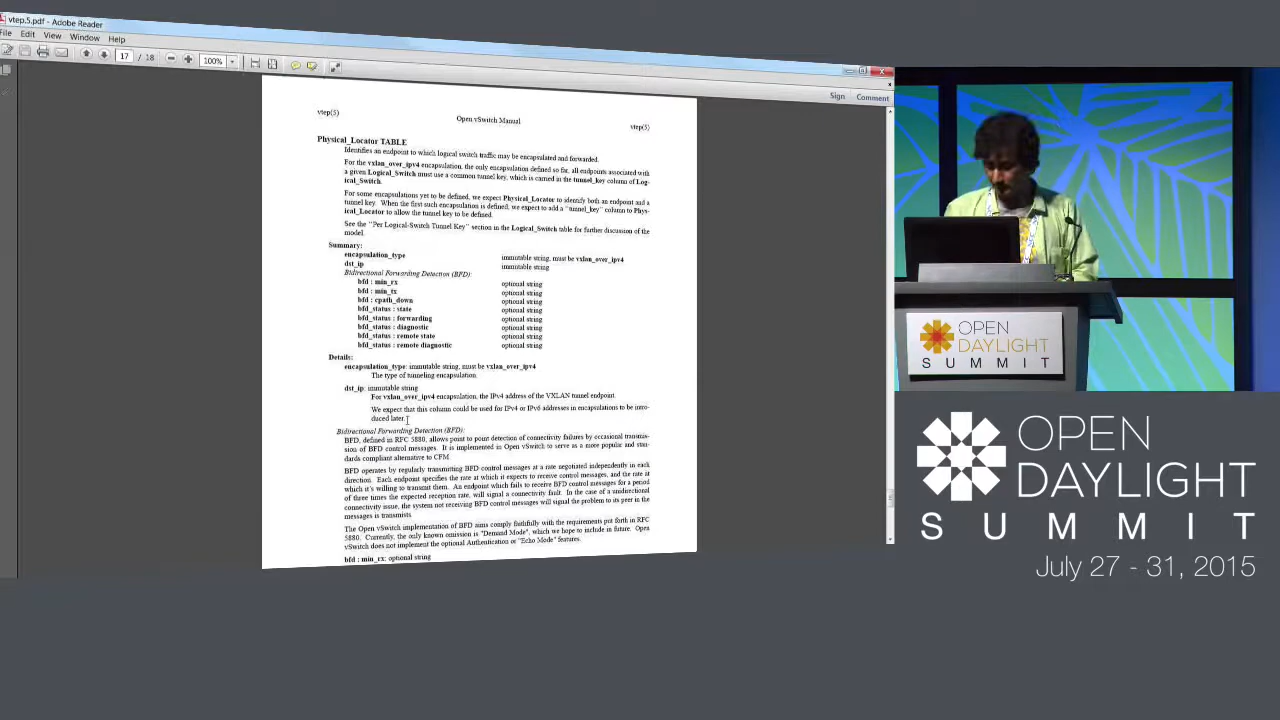 vtep.5.pdf - Adobe Reader
File Edit View Window Help
17 / 18 100%
Sign Comment
vtep(5) Open vSwitch Manual vtep(5)
Physical_Locator TABLE
Identifies an endpoint to which logical switch traffic may be encapsulated and forwarded.
For the vxlan_over_ipv4 encapsulation, the only encapsulation defined so far, all endpoints associated with
a given Logical_Switch must use a common tunnel key, which is carried in the tunnel_key column of Log-
ical_Switch.
For some encapsulations yet to be defined, we expect Physical_Locator to identify both an endpoint and a
tunnel key. When the first such encapsulation is defined, we expect to add a "tunnel_key" column to Phys-
ical_Locator to allow the tunnel key to be defined.
See the "Per Logical-Switch Tunnel Key" section in the Logical_Switch table for further discussion of the
model.
Summary:
encapsulation_type immutable string, must be vxlan_over_ipv4
dst_ip immutable string
Bidirectional Forwarding Detection (BFD):
bfd : min_rx optional string
bfd : min_tx optional string
bfd : cpath_down optional string
bfd_status : state optional string
bfd_status : forwarding optional string
bfd_status : diagnostic optional string
bfd_status : remote state optional string
bfd_status : remote diagnostic optional string
Details:
encapsulation_type: immutable string, must be vxlan_over_ipv4
The type of tunneling encapsulation.
dst_ip: immutable string
For vxlan_over_ipv4 encapsulation, the IPv4 address of the VXLAN tunnel endpoint.
We expect that this column could be used for IPv4 or IPv6 addresses in encapsulations to be intro-
duced later.
Bidirectional Forwarding Detection (BFD):
BFD, defined in RFC 5880, allows point to point detection of connectivity failures by occasional transmis-
sion of BFD control messages. It is implemented in Open vSwitch to serve as a more popular and stan-
dards compliant alternative to CFM.
BFD operates by regularly transmitting BFD control messages at a rate negotiated independently in each
direction. Each endpoint specifies the rate at which it expects to receive control messages, and the rate at
which it's willing to transmit them. An endpoint which fails to receive BFD control messages for a period
of three times the expected reception rate, will signal a connectivity fault. In the case of a unidirectional
connectivity issue, the system not receiving BFD control messages will signal the problem to its peer in the
messages is transmists.
The Open vSwitch implementation of BFD aims comply faithfully with the requirements put forth in RFC
5880. Currently, the only known omission is "Demand Mode", which we hope to include in future. Open
vSwitch does not implement the optional Authentication or "Echo Mode" features.
bfd : min_rx: optional string
OPEN
DAYLIGHT
SUMMIT
OPEN
DAYLIGHT
SUMMIT
July 27 - 31, 2015